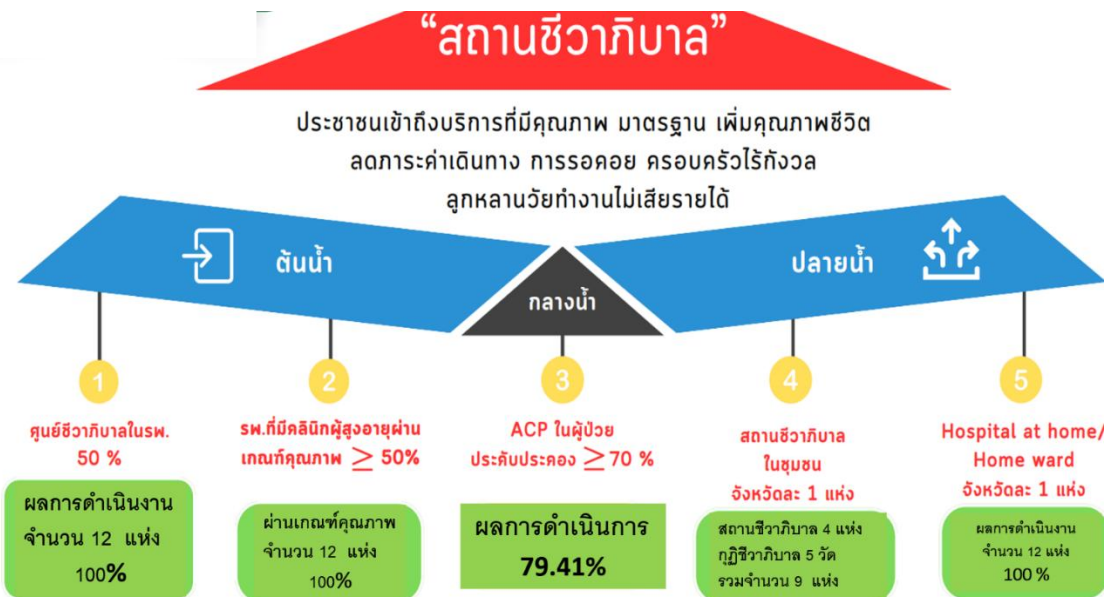 “สถานชีวาภิบาล”
ประชาชนเข้าถึงบริการที่มีคุณภาพ มาตรฐาน เพิ่มคุณภาพชีวิต
ลดภาระค่าเดินทาง การรอคอย ครอบครัวไร้กังวล
ลูกหลานวัยทำงานไม่เสียรายได้
ต้นน้ำ
กลางน้ำ
ปลายน้ำ
1
ศูนย์ชีวาภิบาลในรพ.
50 %
ผลการดำเนินงาน
จำนวน 12 แห่ง
100%
2
รพ.ที่มีคลินิกผู้สูงอายุผ่าน
เกณฑ์คุณภาพ ≥ 50%
ผ่านเกณฑ์คุณภาพ
จำนวน 12 แห่ง
100%
3
ACP ในผู้ป่วย
ประคับประคอง ≥ 70 %
ผลการดำเนินการ
79.41%
4
สถานชีวาภิบาล
ในชุมชน
จังหวัดละ 1 แห่ง
สถานชีวาภิบาล 4 แห่ง
กุฏิชีวาภิบาล 5 วัด
รวมจำนวน 9 แห่ง
5
Hospital at home/
Home ward
จังหวัดละ 1 แห่ง
ผลการดำเนินงาน
จำนวน 12 แห่ง
100 %